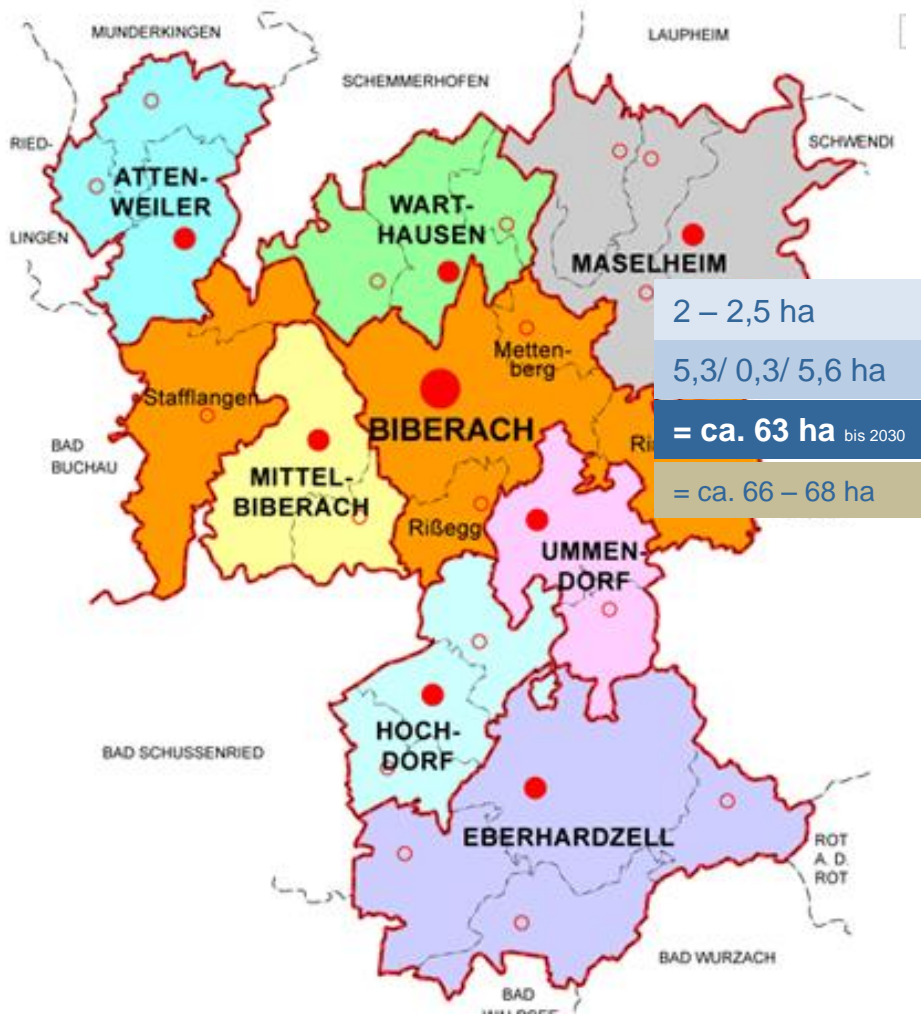 MUNDERKINGEN
LAUPHEIM
SCHEMMERHOFEN
SCHWENDI
RIED-
LINGEN
ATTEN-
WEILER
WART-
HAUSEN
MASELHEIM
2 – 2,5 ha
5,3/ 0,3/ 5,6 ha
= ca. 63 ha bis 2030
= ca. 66 – 68 ha
Metten-
berg
Stafflangen
BIBERACH
BAD
BUCHAU
MITTEL-
BIBERACH
Rißegg
UMMEN-
DORF
HOCH-
DORF
BAD SCHUSSENRIED
EBERHARDZELL
ROT
A. D.
ROT
BAD WURZACH
BAD